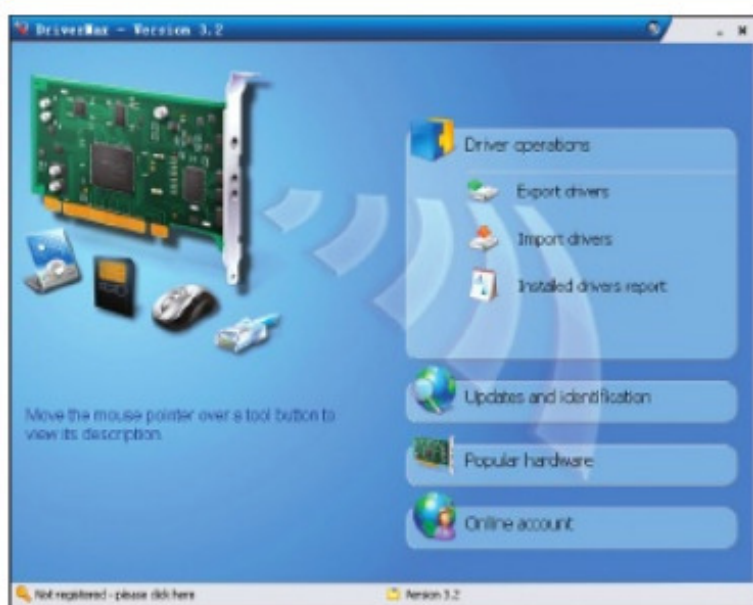 DriverMax - Version 3.2
Driver operations
Export drivers
Import drivers
Installed drivers report
Updates and identification
Popular hardware
Online account
Move the mouse pointer over a tool button to
view its description.
Not registered - please click here
Version 3.2